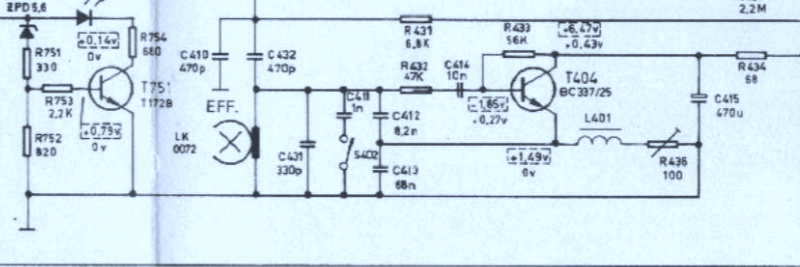 ZPD5,6
R754
680
+0,14v
0v
R751
330
T751
T172B
R753
2,2K
+0,79v
0v
R752
820
C410
470p
C432
470p
EFF.
LK
0072
C431
330p
C411
1n
S402
C412
8,2n
C413
68n
R431
6,8K
R432
47K
C414
10n
R433
56K
-1,85v
+0,27v
+6,47v
+0,43v
T404
BC337/25
+1,49v
0v
L401
R436
100
C415
470u
R434
68
2,2M